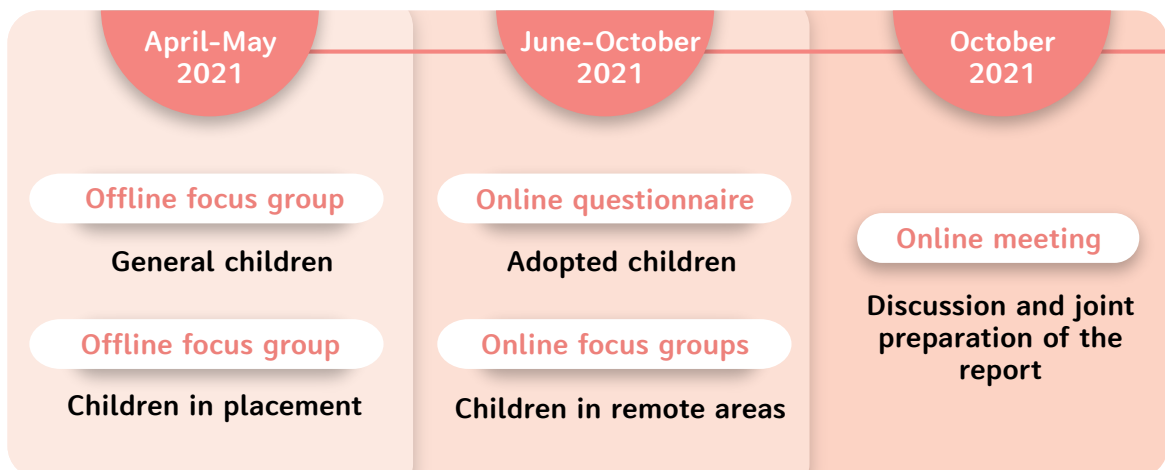 April-May
2021
Offline focus group
General children
Offline focus group
Children in placement
June-October
2021
Online questionnaire
Adopted children
Online focus groups
Children in remote areas
October
2021
Online meeting
Discussion and joint
preparation of the
report